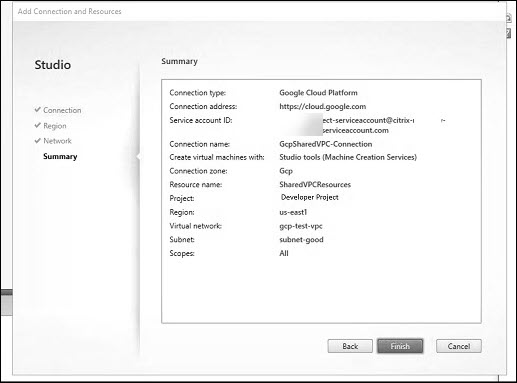 Add Connection and Resources
Studio
Summary
✓ Connection
✓ Region
✓ Network
Summary
Connection type: Google Cloud Platform
Connection address: https://cloud.google.com
Service account ID: ect-serviceaccount@citrix-
serviceaccount.com
Connection name: GcpSharedVPC-Connection
Create virtual machines with: Studio tools (Machine Creation Services)
Connection zone: Gcp
Resource name: SharedVPCResources
Project: Developer Project
Region: us-east1
Virtual network: gcp-test-vpc
Subnet: subnet-good
Scopes: All
Back Finish Cancel